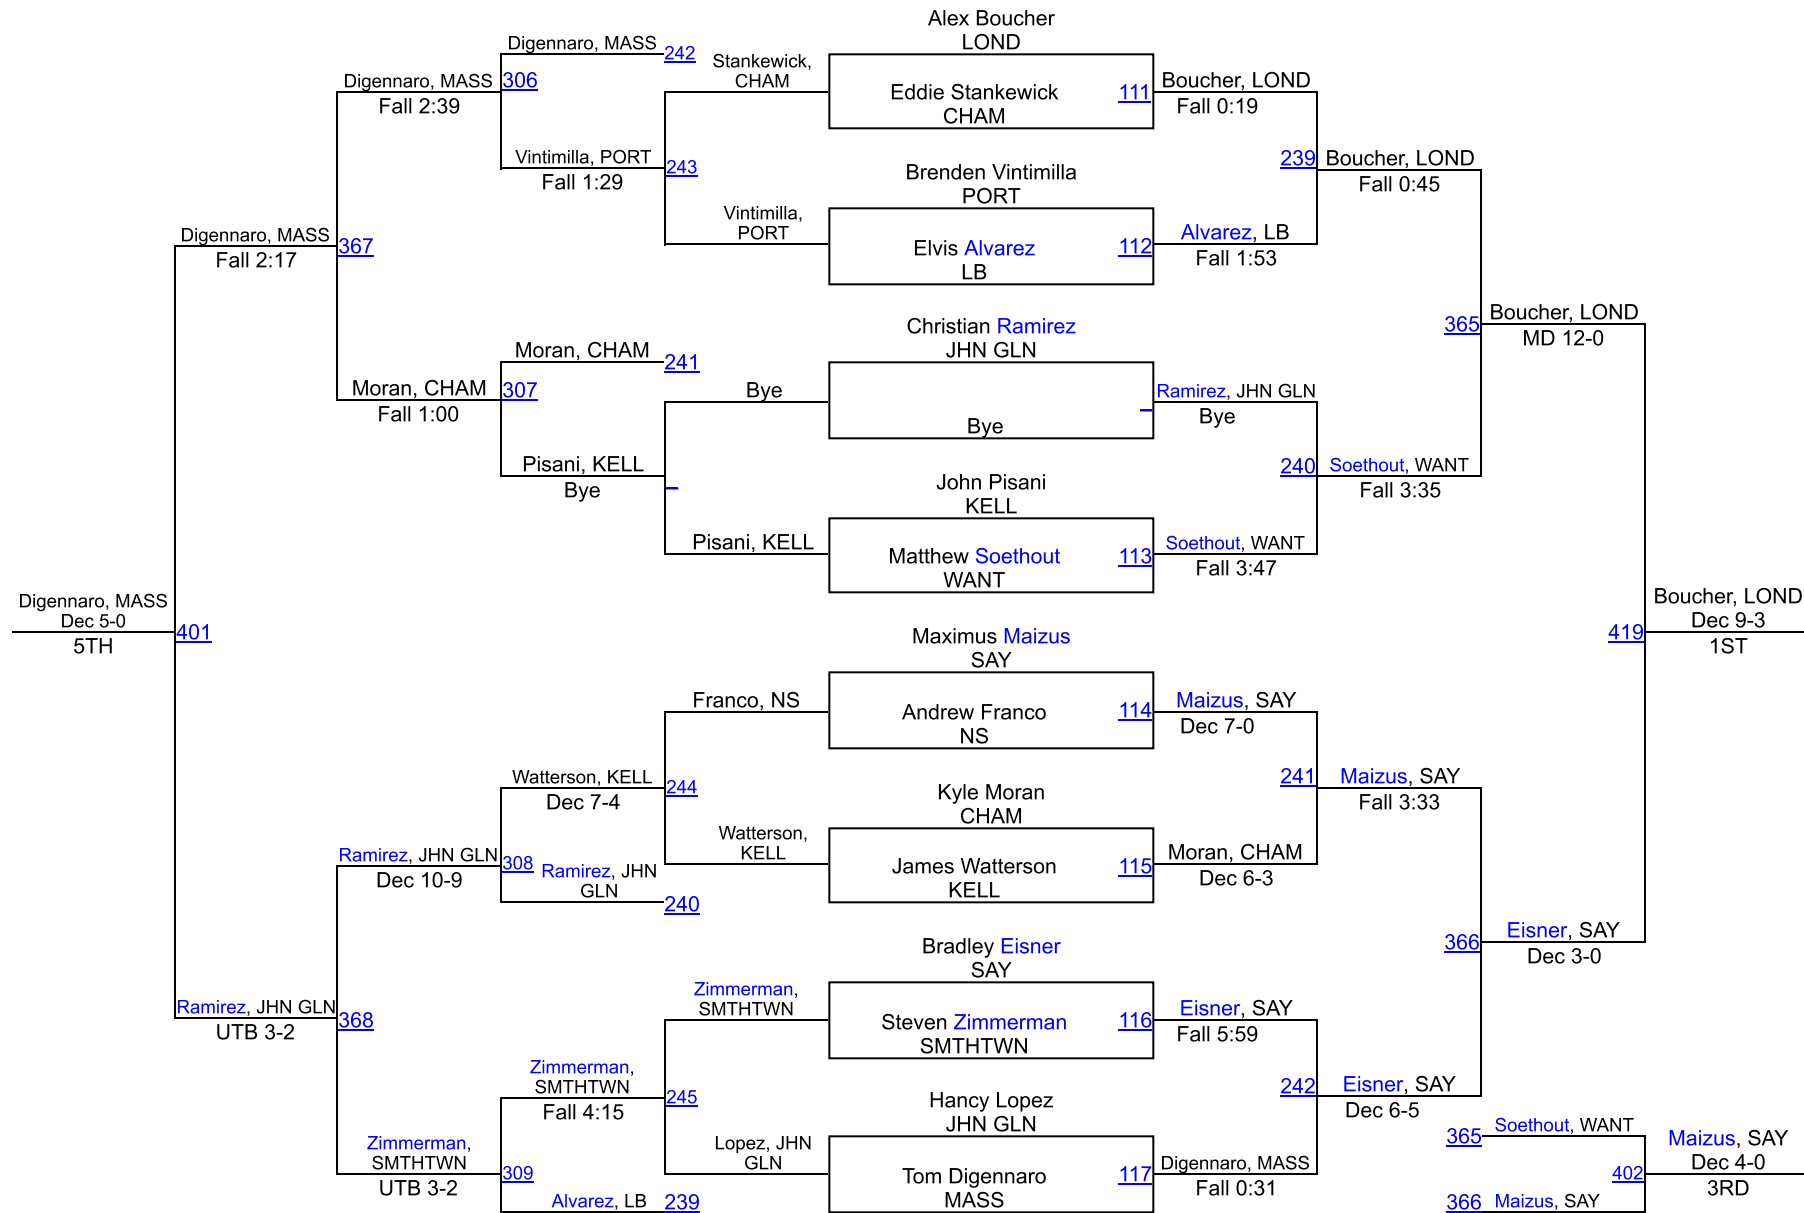 Alex Boucher
LOND
Digennaro, MASS
242
Stankewick,
CHAM
Digennaro, MASS
306
Fall 2:39
Eddie Stankewick
CHAM
111
Boucher, LOND
Fall 0:19
Vintimilla, PORT
Fall 1:29
243
Brenden Vintimilla
PORT
239
Boucher, LOND
Fall 0:45
Vintimilla,
PORT
Elvis Alvarez
LB
112
Alvarez, LB
Fall 1:53
Digennaro, MASS
Fall 2:17
367
Christian Ramirez
JHN GLN
365
Boucher, LOND
MD 12-0
Moran, CHAM
241
Moran, CHAM
Fall 1:00
307
Bye
Bye
Ramirez, JHN GLN
Bye
Pisani, KELL
Bye
John Pisani
KELL
240
Soethout, WANT
Fall 3:35
Pisani, KELL
Matthew Soethout
WANT
113
Soethout, WANT
Fall 3:47
Digennaro, MASS
Dec 5-0
5TH
401
Maximus Maizus
SAY
419
Boucher, LOND
Dec 9-3
1ST
Franco, NS
Andrew Franco
NS
114
Maizus, SAY
Dec 7-0
Watterson, KELL
Dec 7-4
244
Kyle Moran
CHAM
241
Maizus, SAY
Fall 3:33
Watterson,
KELL
James Watterson
KELL
115
Moran, CHAM
Dec 6-3
Ramirez, JHN GLN
Dec 10-9
308
Ramirez, JHN
GLN
240
Bradley Eisner
SAY
366
Eisner, SAY
Dec 3-0
Zimmerman,
SMTHTWN
Steven Zimmerman
SMTHTWN
116
Eisner, SAY
Fall 5:59
Ramirez, JHN GLN
UTB 3-2
368
Zimmerman,
SMTHTWN
Fall 4:15
245
Hancy Lopez
JHN GLN
242
Eisner, SAY
Dec 6-5
Lopez, JHN
GLN
Tom Digennaro
MASS
117
Digennaro, MASS
Fall 0:31
Zimmerman,
SMTHTWN
UTB 3-2
309
Alvarez, LB
239
365
Soethout, WANT
402
Maizus, SAY
Dec 4-0
3RD
366
Maizus, SAY